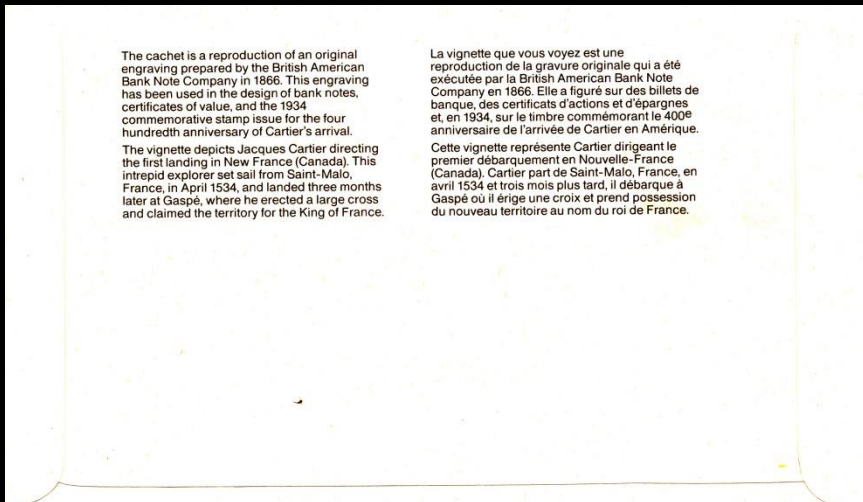 The cachet is a reproduction of an original
engraving prepared by the British American
Bank Note Company in 1866. This engraving
has been used in the design of bank notes,
certificates of value, and the 1934
commemorative stamp issue for the four
hundredth anniversary of Cartier's arrival.
The vignette depicts Jacques Cartier directing
the first landing in New France (Canada). This
intrepid explorer set sail from Saint-Malo,
France, in April 1534, and landed three months
later at Gaspé, where he erected a large cross
and claimed the territory for the King of France.
La vignette que vous voyez est une
reproduction de la gravure originale qui a été
exécutée par la British American Bank Note
Company en 1866. Elle a figuré sur des billets de
banque, des certificats d'actions et d'épargnes
et, en 1934, sur le timbre commémorant le 400e
anniversaire de l'arrivée de Cartier en Amérique.
Cette vignette représente Cartier dirigeant le
premier débarquement en Nouvelle-France
(Canada). Cartier part de Saint-Malo, France, en
avril 1534 et trois mois plus tard, il débarque à
Gaspé où il érige une croix et prend possession
du nouveau territoire au nom du roi de France.